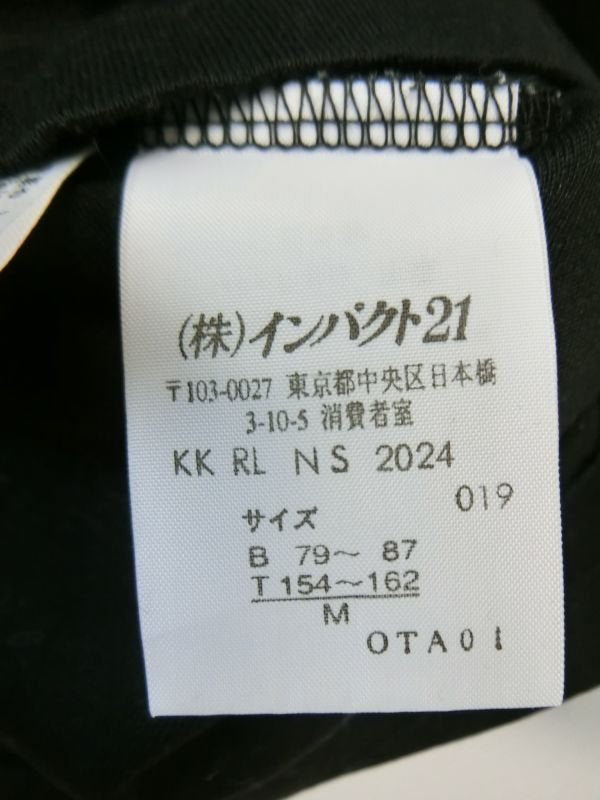 (株)インパクト21
〒103-0027 東京都中央区日本橋
3-10-5 消費者室
KK RL NS 2024
019
サイズ
B 79～ 87
T 154～162
M
OTA01